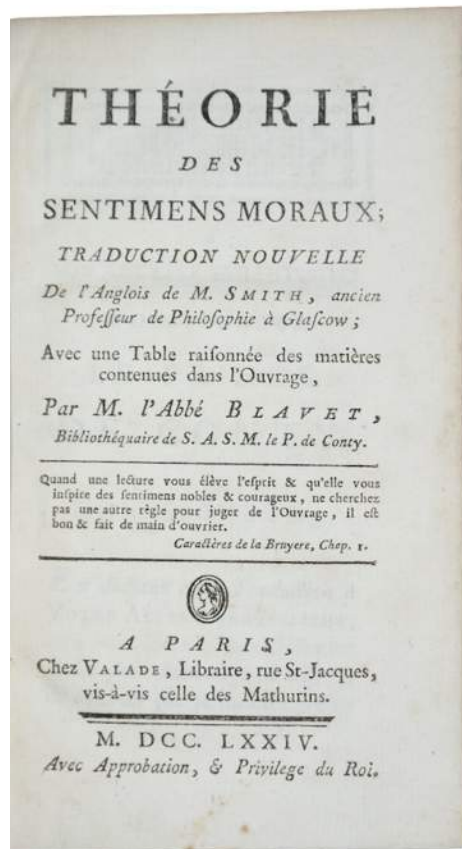 THÉORIE
DES
SENTIMENS MORAUX;
TRADUCTION NOUVELLE
De l'Anglois de M. SMITH, ancien
Profeſſeur de Philoſophie à Glaſcow;
Avec une Table raiſonnée des matières
contenues dans l'Ouvrage,
Par M. l'Abbé BLAVET,
Bibliothéquaire de S. A. S. M. le P. de Conty.
Quand une lecture vous élève l'eſprit & qu'elle vous
inſpire des ſentimens nobles & courageux, ne cherchez
pas une autre règle pour juger de l'Ouvrage, il eſt
bon & fait de main d'ouvrier.
Caractères de la Bruyere, Chap. 1.
A PARIS,
Chez VALADE, Libraire, rue St-Jacques,
vis-à-vis celle des Mathurins.
M. DCC. LXXIV.
Avec Approbation, & Privilege du Roi.